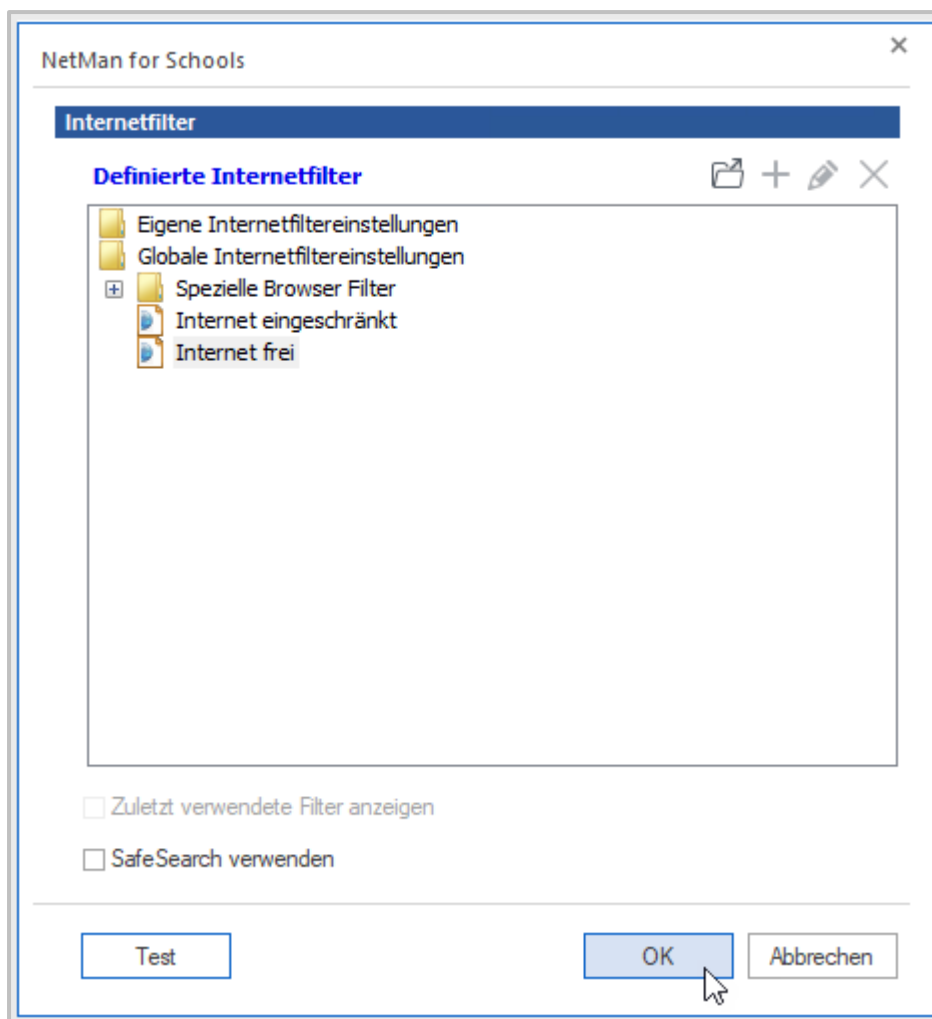 NetMan for Schools
Internetfilter
Definierte Internetfilter
Eigene Internetfiltereinstellungen
Globale Internetfiltereinstellungen
Spezielle Browser Filter
Internet eingeschränkt
Internet frei
Zuletzt verwendete Filter anzeigen
SafeSearch verwenden
Test OK Abbrechen